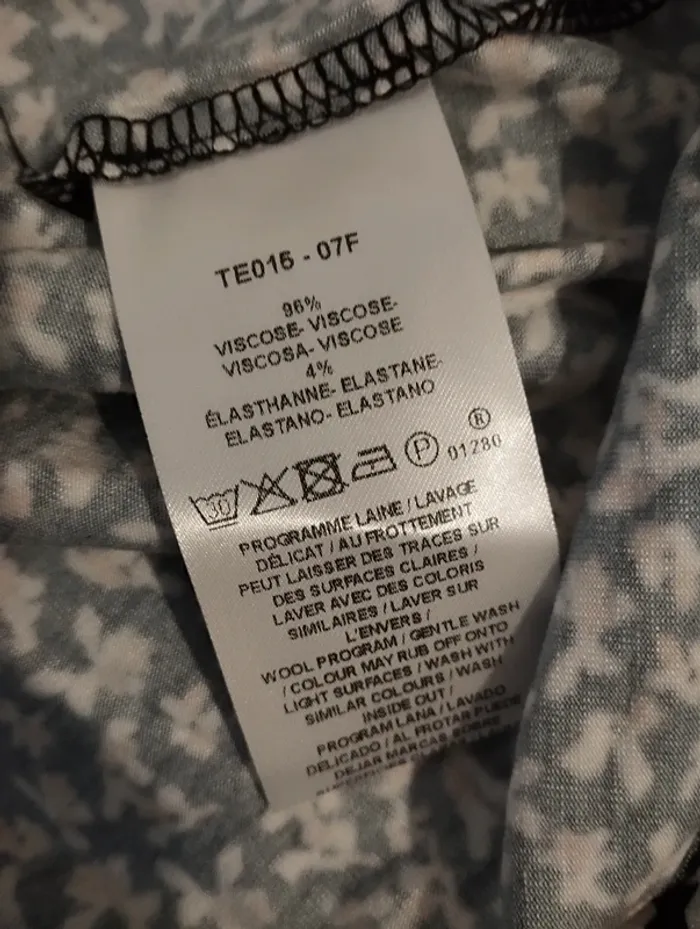 TE015 - 07F
96%
VISCOSE- VISCOSE-
VISCOSA- VISCOSE
4%
ÉLASTHANNE- ELASTANE-
ELASTANO- ELASTANO
30 P ® 01280
PROGRAMME LAINE / LAVAGE
DÉLICAT / AU FROTTEMENT
PEUT LAISSER DES TRACES SUR
DES SURFACES CLAIRES /
LAVER AVEC DES COLORIS
SIMILAIRES / LAVER SUR
L'ENVERS /
WOOL PROGRAM / GENTLE WASH
/ COLOUR MAY RUB OFF ONTO
LIGHT SURFACES / WASH WITH
SIMILAR COLOURS / WASH
INSIDE OUT /
PROGRAM LANA / LAVADO
DELICADO / AL FROTAR PUEDE
DEJAR MARCAS SOBRE